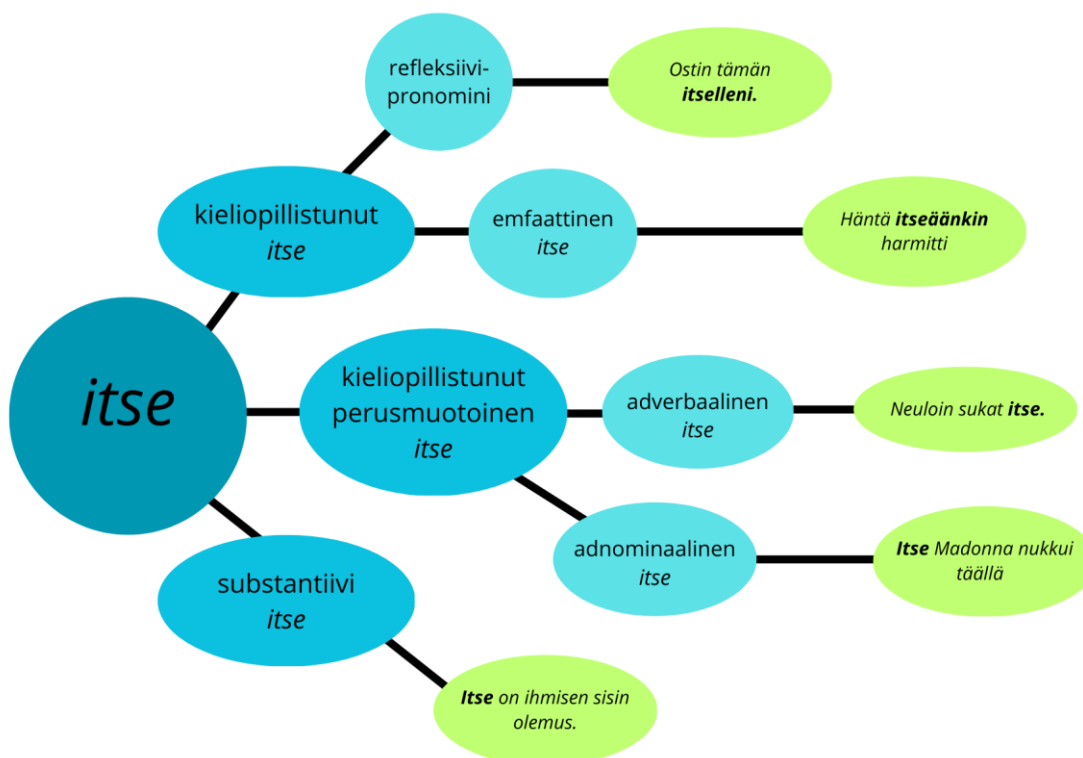 refleksiivi-
pronomini
Ostin tämän
itselleni.
kieliopillistunut
itse
emfaattinen
itse
Häntä itseäänkin
harmitti
itse
kieliopillistunut
perusmuotoinen
itse
adverbaalinen
itse
Neuloin sukat itse.
adnominaalinen
itse
Itse Madonna nukkui
täällä
substantiivi
itse
Itse on ihmisen sisin
olemus.